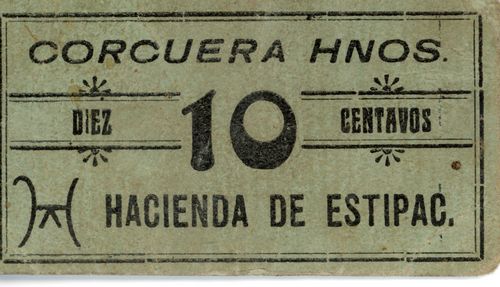 CORCUERA HNOS.
DIEZ 10 CENTAVOS
HACIENDA DE ESTIPAC.